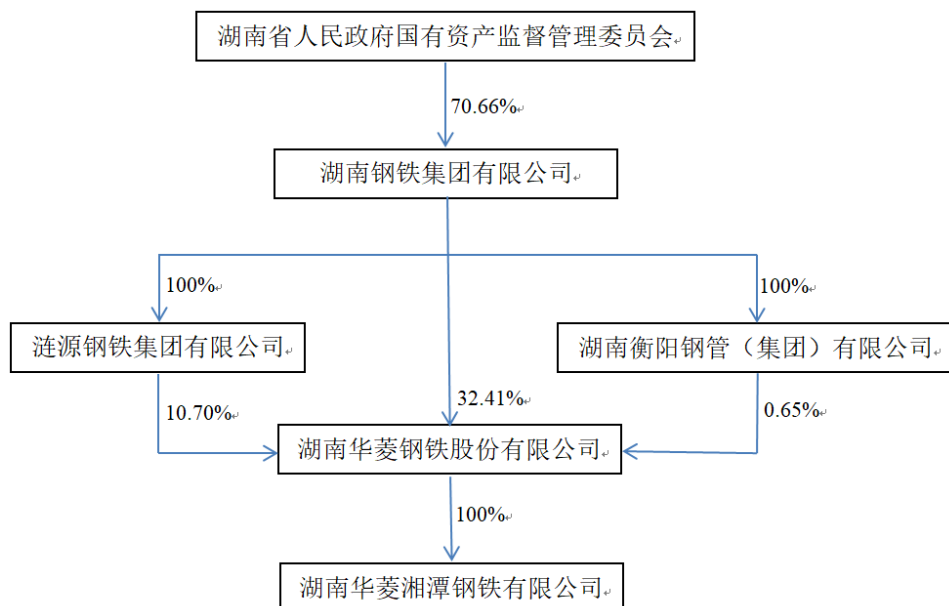 湖南省人民政府国有资产监督管理委员会
70.66%
湖南钢铁集团有限公司
100%
100%
涟源钢铁集团有限公司
湖南衡阳钢管（集团）有限公司
10.70%
32.41%
0.65%
湖南华菱钢铁股份有限公司
100%
湖南华菱湘潭钢铁有限公司